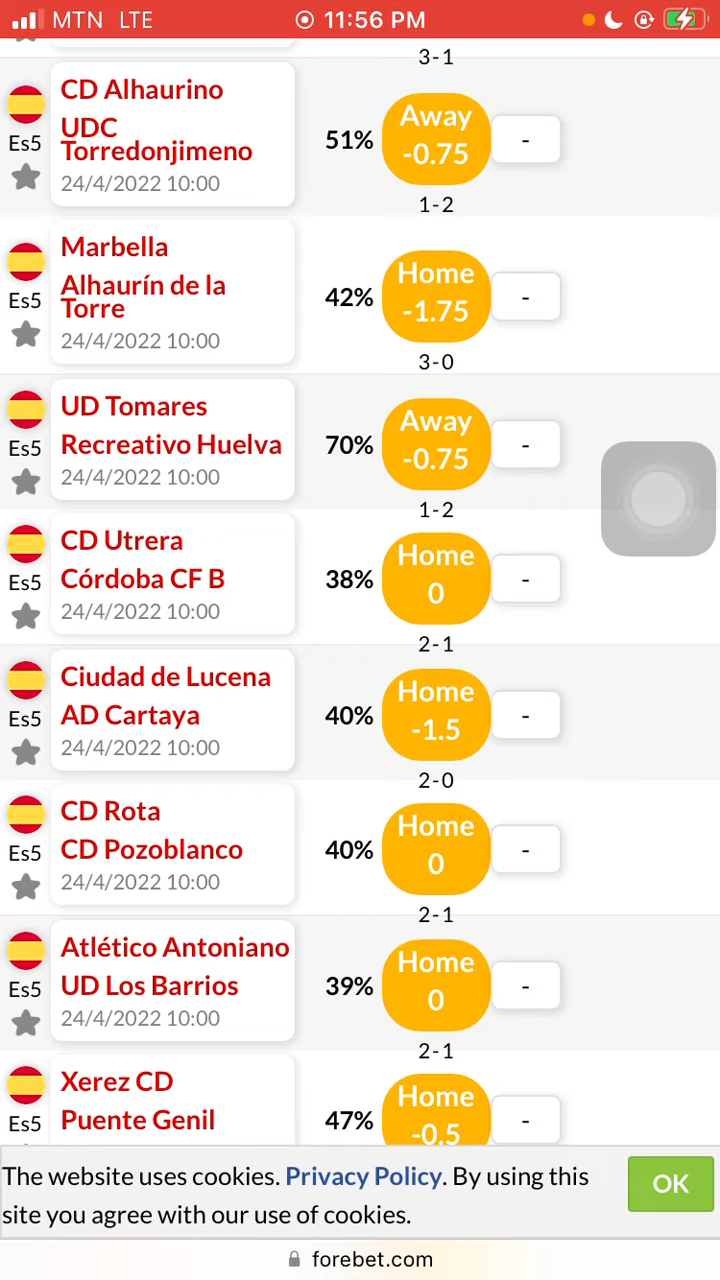 MTN LTE 11:56 PM
3-1
CD Alhaurino
UDC
Torredonjimeno
24/4/2022 10:00
Es5
51%
Away
-0.75
-
1-2
Marbella
Alhaurín de la
Torre
24/4/2022 10:00
Es5
42%
Home
-1.75
-
3-0
UD Tomares
Recreativo Huelva
24/4/2022 10:00
Es5
70%
Away
-0.75
-
1-2
CD Utrera
Córdoba CF B
24/4/2022 10:00
Es5
38%
Home
0
-
2-1
Ciudad de Lucena
AD Cartaya
24/4/2022 10:00
Es5
40%
Home
-1.5
-
2-0
CD Rota
CD Pozoblanco
24/4/2022 10:00
Es5
40%
Home
0
-
2-1
Atlético Antoniano
UD Los Barrios
24/4/2022 10:00
Es5
39%
Home
0
-
2-1
Xerez CD
Puente Genil
Es5
47%
Home
-0.5
-
The website uses cookies. Privacy Policy. By using this
site you agree with our use of cookies.
OK
forebet.com